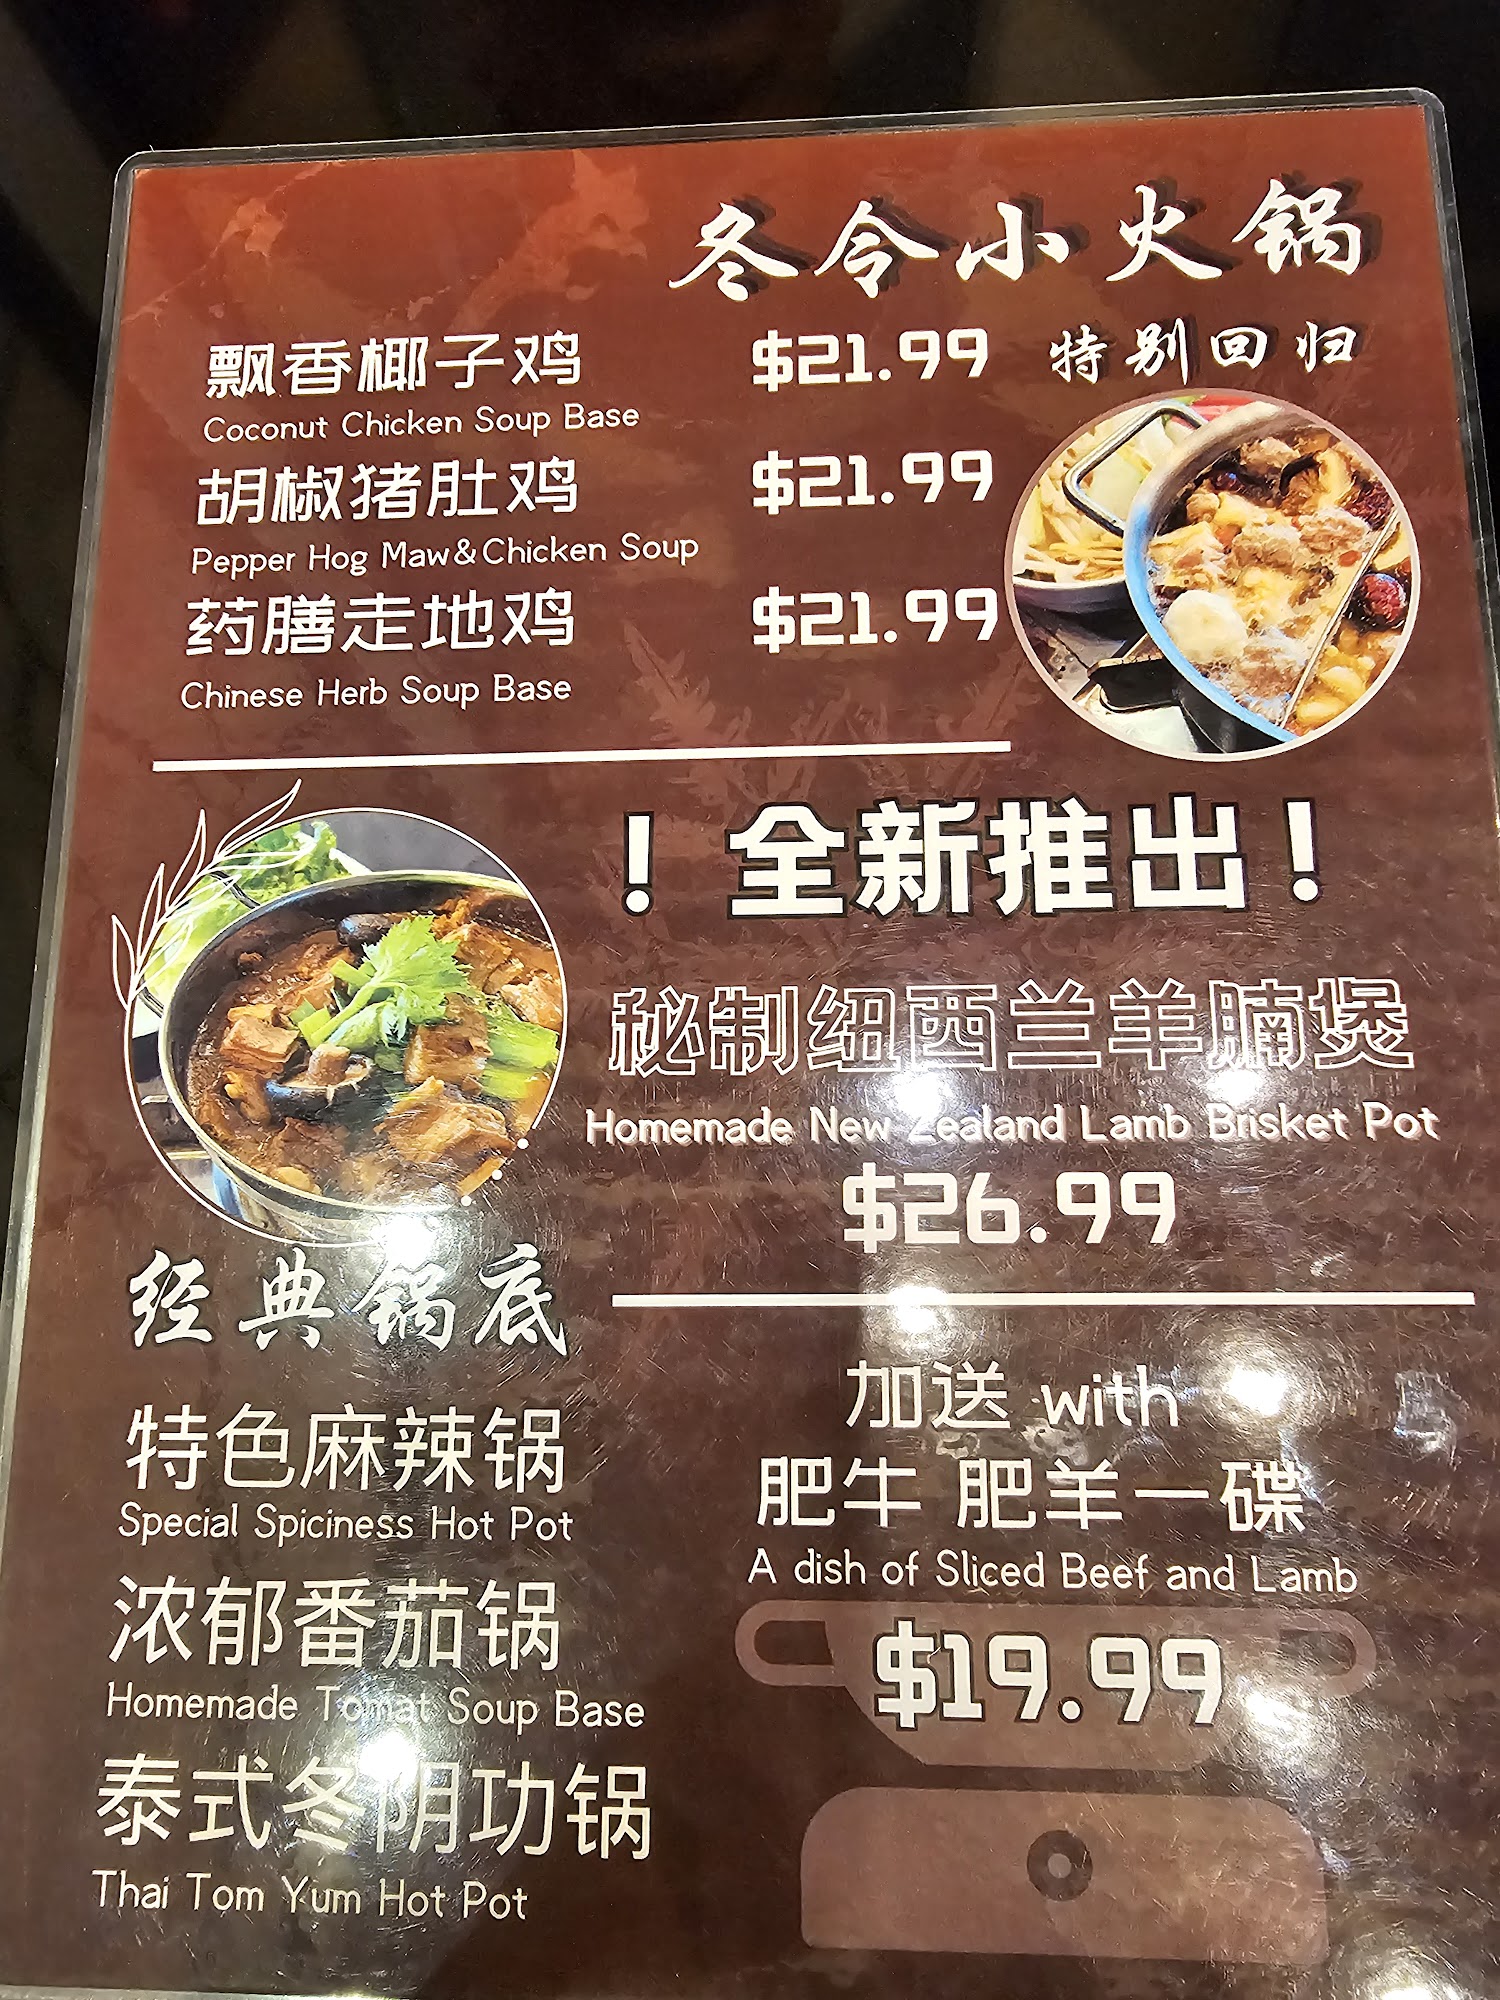 冬令小火锅
特别回归
飘香椰子鸡 $21.99
Coconut Chicken Soup Base
胡椒猪肚鸡 $21.99
Pepper Hog Maw&Chicken Soup
药膳走地鸡 $21.99
Chinese Herb Soup Base
！全新推出！
秘制纽西兰羊腩煲
Homemade New Zealand Lamb Brisket Pot
$26.99
经典锅底
特色麻辣锅
Special Spiciness Hot Pot
浓郁番茄锅
Homemade Tomat Soup Base
泰式冬阴功锅
Thai Tom Yum Hot Pot
加送 with
肥牛 肥羊一碟
A dish of Sliced Beef and Lamb
$19.99